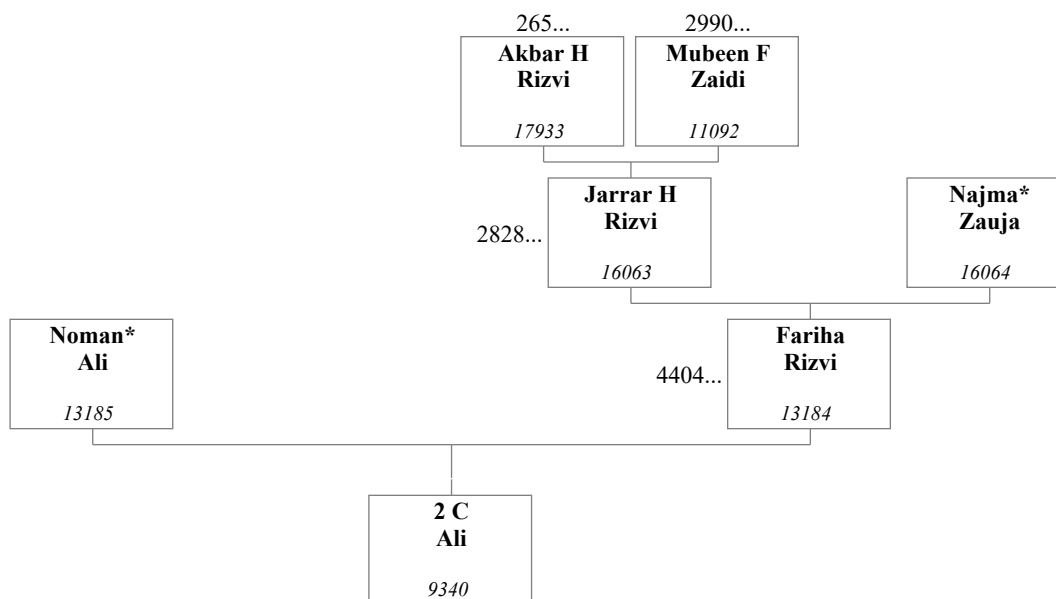 265...
2990...
Akbar H
Rizvi
17933
Mubeen F
Zaidi
11092
2828...
Jarrar H
Rizvi
16063
Najma*
Zauja
16064
Noman*
Ali
13185
4404...
Fariha
Rizvi
13184
2 C
Ali
9340